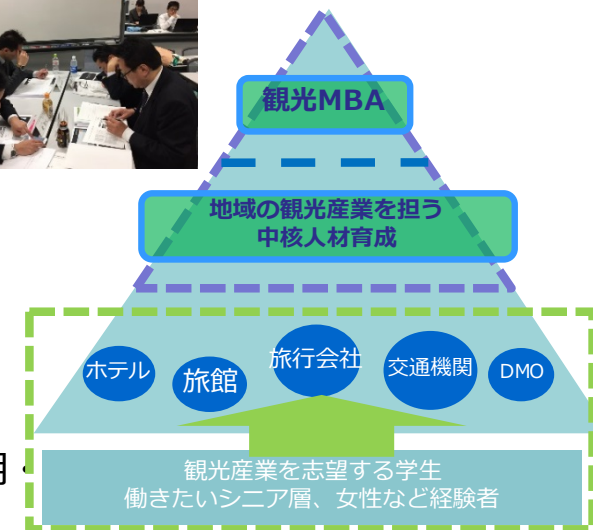 観光MBA
地域の観光産業を担う
中核人材育成
ホテル
旅館
旅行会社
交通機関
DMO
観光産業を志望する学生
働きたいシニア層、女性など経験者